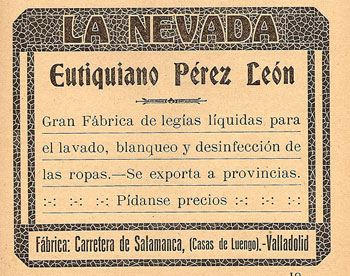 LA NEVADA
Eutiquiano Pérez León
Gran Fábrica de legías líquidas para
el lavado, blanqueo y desinfección de
las ropas.—Se exporta a provincias.
:-: :-: :-: Pídanse precios :-: :-: :-:
Fábrica: Carretera de Salamanca, (Casas de Luengo),-Valladolid